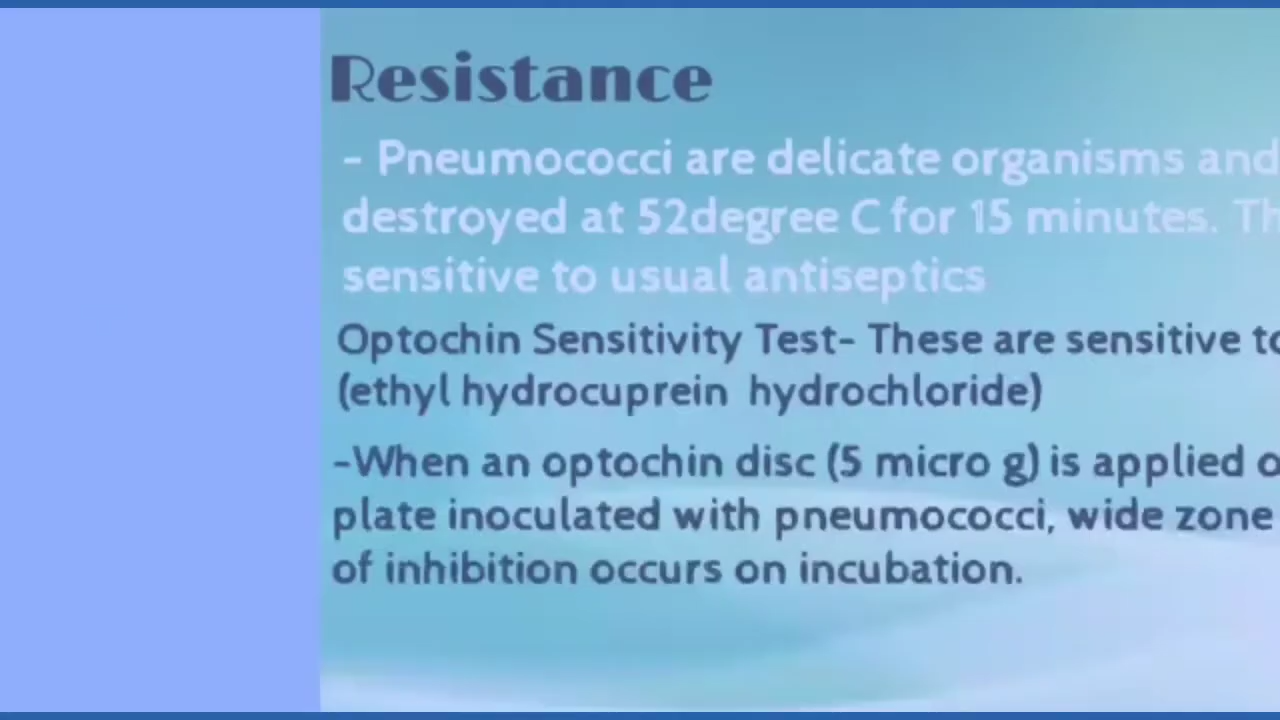 Resistance
- Pneumococci are delicate organisms and
destroyed at 52degree C for 15 minutes. Th
sensitive to usual antiseptics
Optochin Sensitivity Test- These are sensitive to
(ethyl hydrocuprein hydrochloride)
-When an optochin disc (5 micro g) is applied o
plate inoculated with pneumococci, wide zone
of inhibition occurs on incubation.